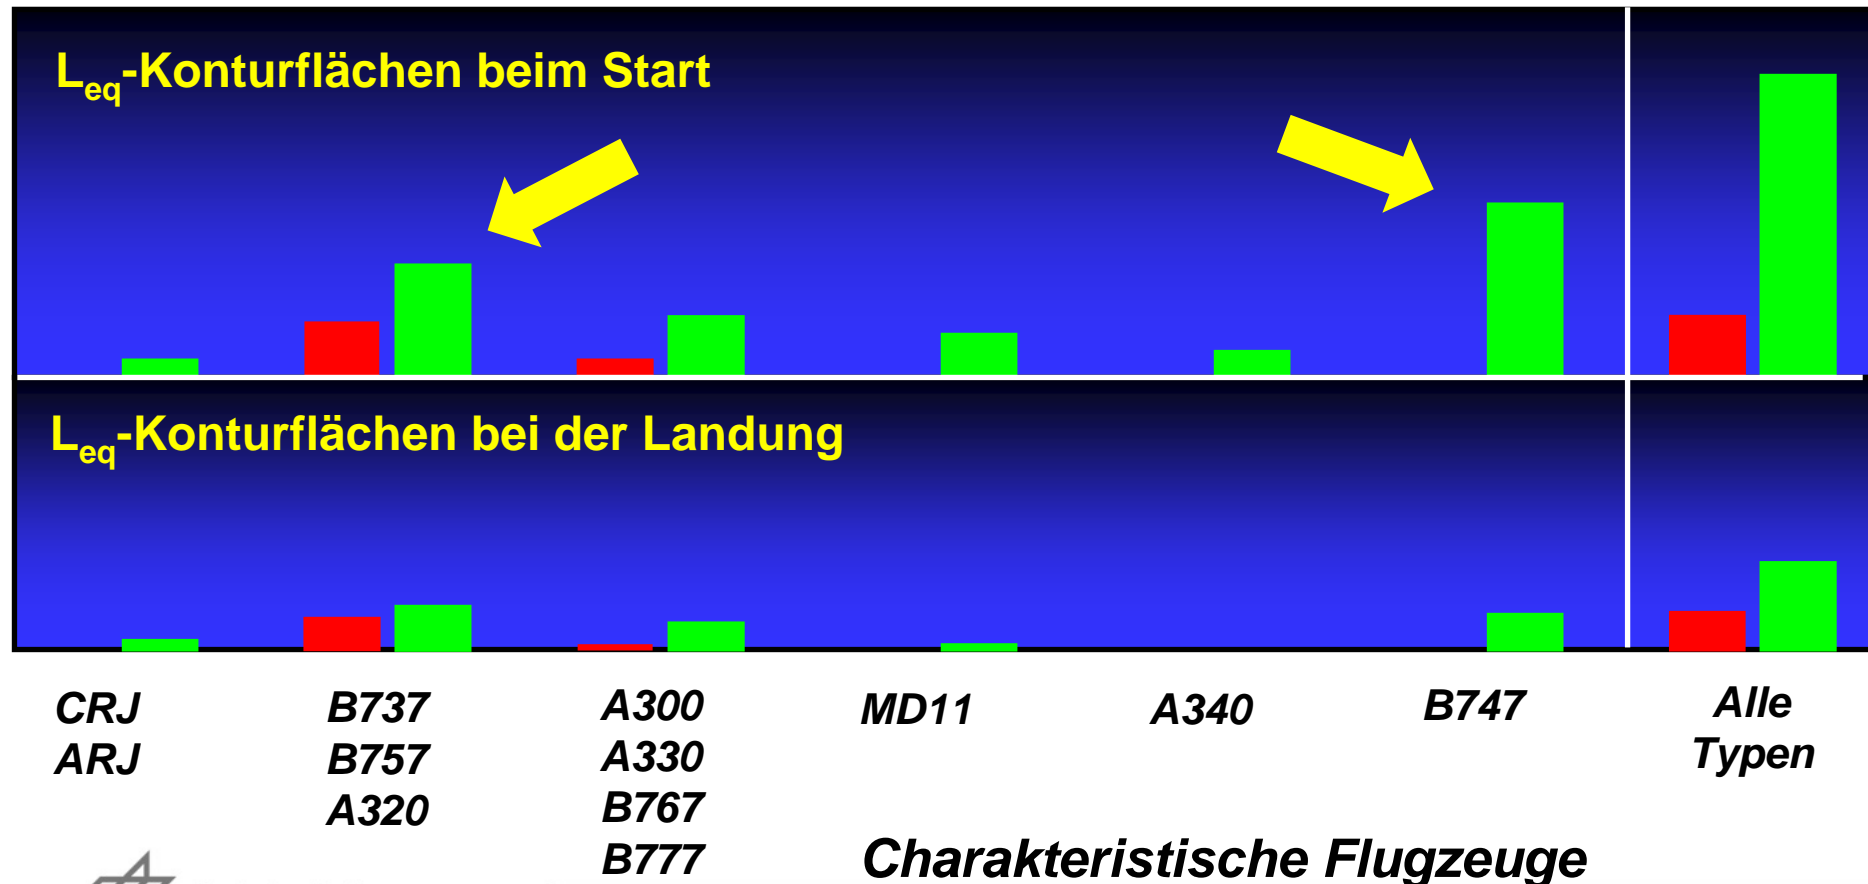 Leq-Konturflächen beim Start
Leq-Konturflächen bei der Landung
CRJ
ARJ
B737
B757
A320
A300
A330
B767
B777
MD11
A340
B747
Alle
Typen
Charakteristische Flugzeuge